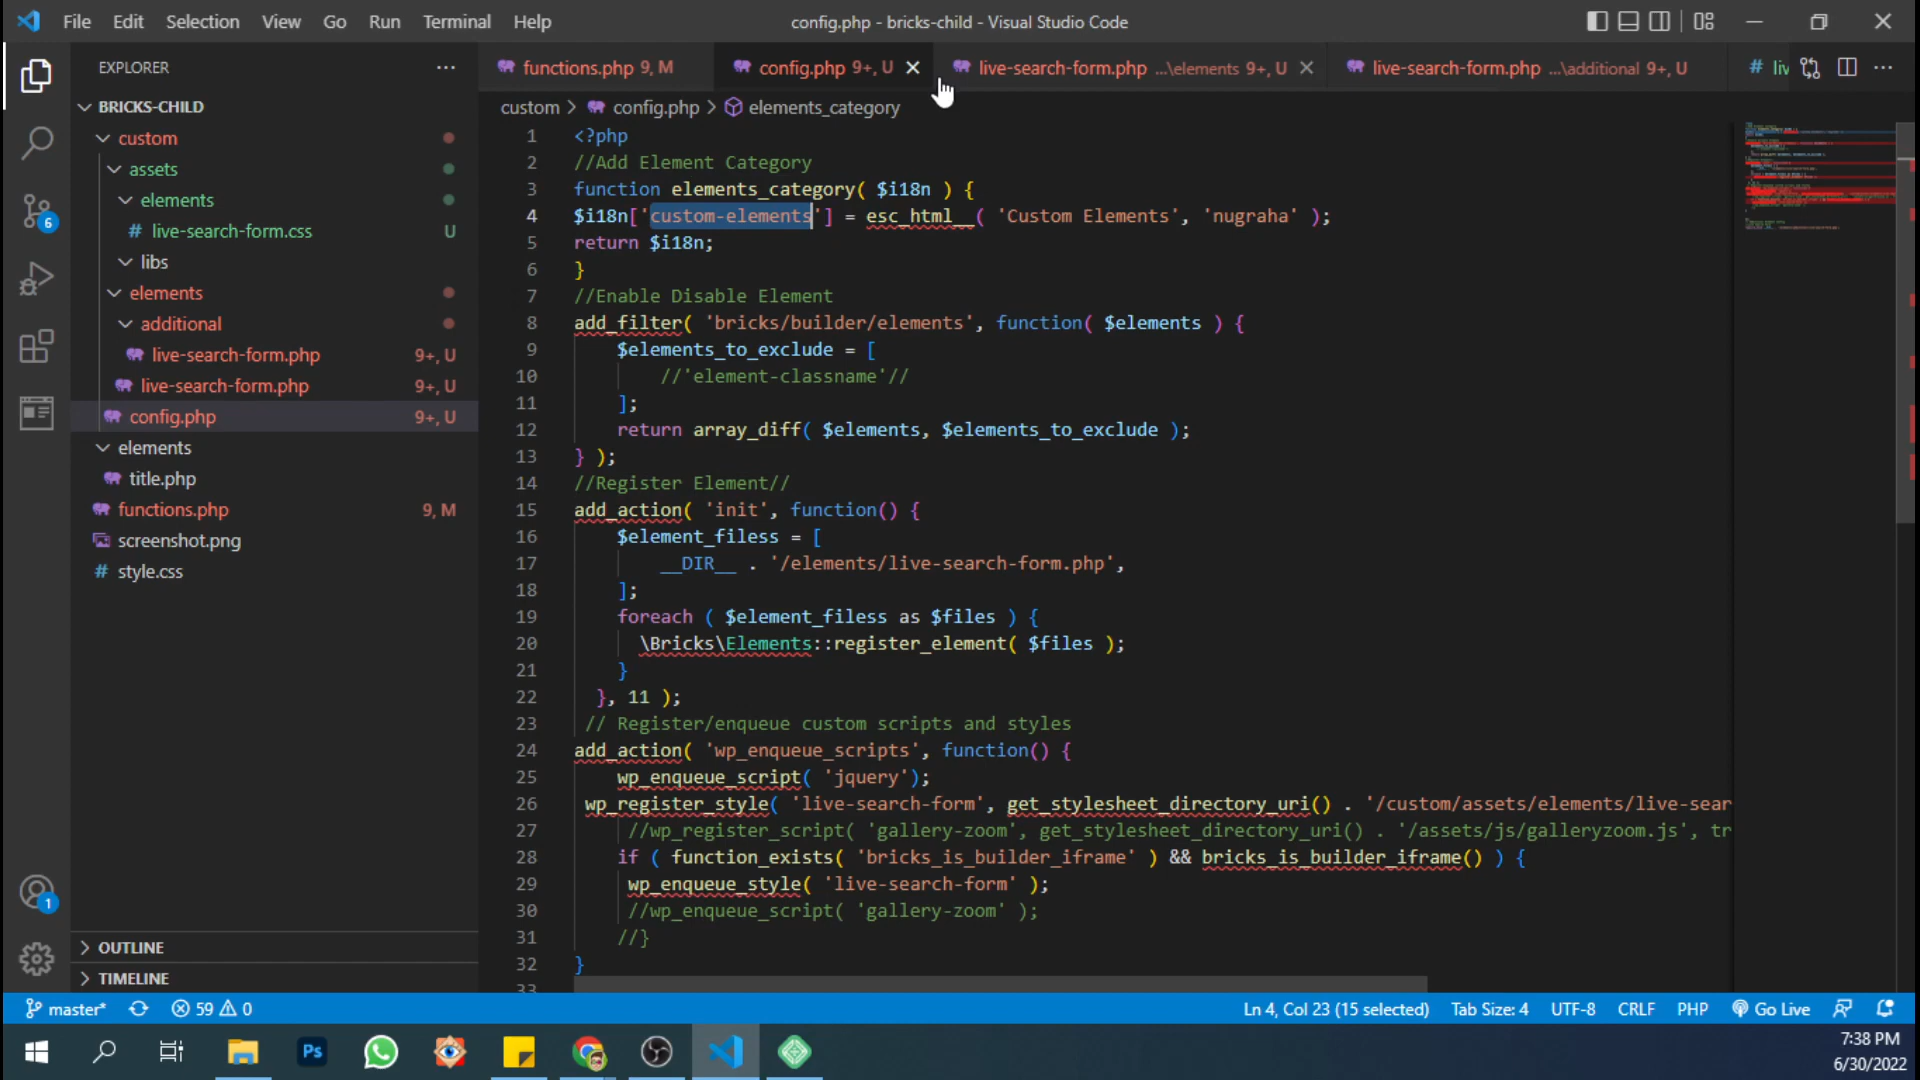 File Edit Selection View Go Run Terminal Help
config.php - bricks-child - Visual Studio Code
EXPLORER
BRICKS-CHILD
custom
assets
elements
# live-search-form.css U
libs
elements
additional
live-search-form.php 9+, U
live-search-form.php 9+, U
config.php 9+, U
elements
title.php
functions.php 9, M
screenshot.png
# style.css
OUTLINE
TIMELINE
6
1
functions.php 9, M
config.php 9+, U
live-search-form.php ...\elements 9+, U
live-search-form.php ...\additional 9+, U
# liv
custom > config.php > elements_category
1 <?php
2 //Add Element Category
3 function elements_category( $i18n ) {
4 $i18n['custom-elements'] = esc_html__( 'Custom Elements', 'nugraha' );
5 return $i18n;
6 }
7 //Enable Disable Element
8 add_filter( 'bricks/builder/elements', function( $elements ) {
9 $elements_to_exclude = [
10 //'element-classname'//
11 ];
12 return array_diff( $elements, $elements_to_exclude );
13 } );
14 //Register Element//
15 add_action( 'init', function() {
16 $element_filess = [
17 __DIR__ . '/elements/live-search-form.php',
18 ];
19 foreach ( $element_filess as $files ) {
20 \Bricks\Elements::register_element( $files );
21 }
22 }, 11 );
23 // Register/enqueue custom scripts and styles
24 add_action( 'wp_enqueue_scripts', function() {
25 wp_enqueue_script( 'jquery');
26 wp_register_style( 'live-search-form', get_stylesheet_directory_uri() . '/custom/assets/elements/live-sear
27 //wp_register_script( 'gallery-zoom', get_stylesheet_directory_uri() . '/assets/js/galleryzoom.js', tr
28 if ( function_exists( 'bricks_is_builder_iframe' ) && bricks_is_builder_iframe() ) {
29 wp_enqueue_style( 'live-search-form' );
30 //wp_enqueue_script( 'gallery-zoom' );
31 //}
32 }
33
master* 59 0
Ln 4, Col 23 (15 selected) Tab Size: 4 UTF-8 CRLF PHP Go Live
Ps
7:38 PM
6/30/2022